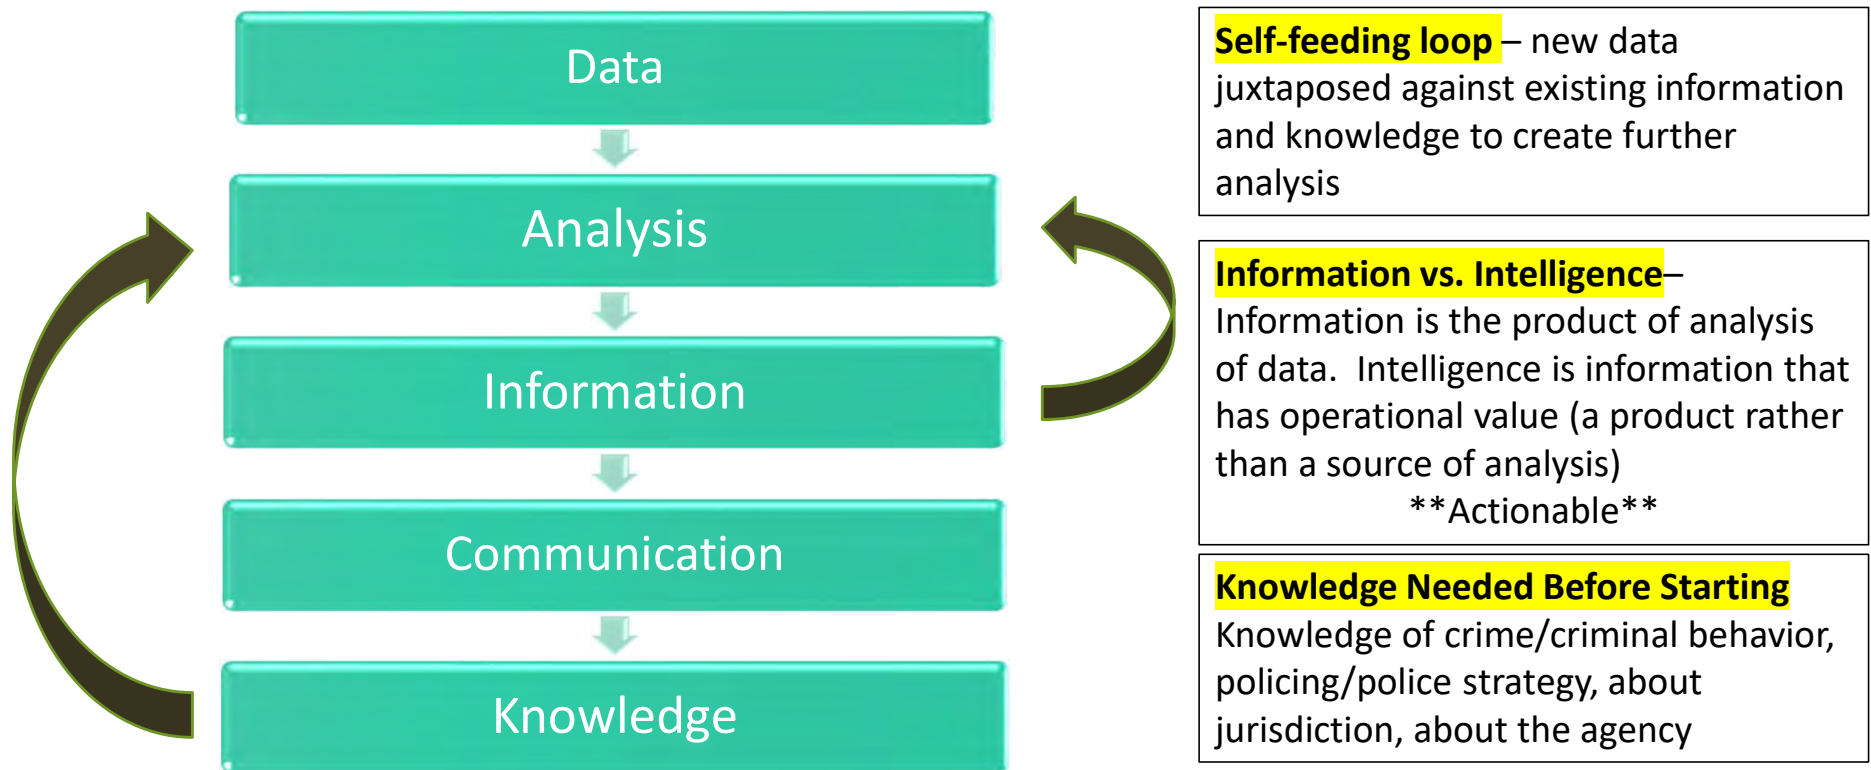 Data
Analysis
Information
Communication
Knowledge
Self-feeding loop – new data
juxtaposed against existing information
and knowledge to create further
analysis
Information vs. Intelligence–
Information is the product of analysis
of data.  Intelligence is information that
has operational value (a product rather
than a source of analysis)
**Actionable**
Knowledge Needed Before Starting
Knowledge of crime/criminal behavior,
policing/police strategy, about
jurisdiction, about the agency